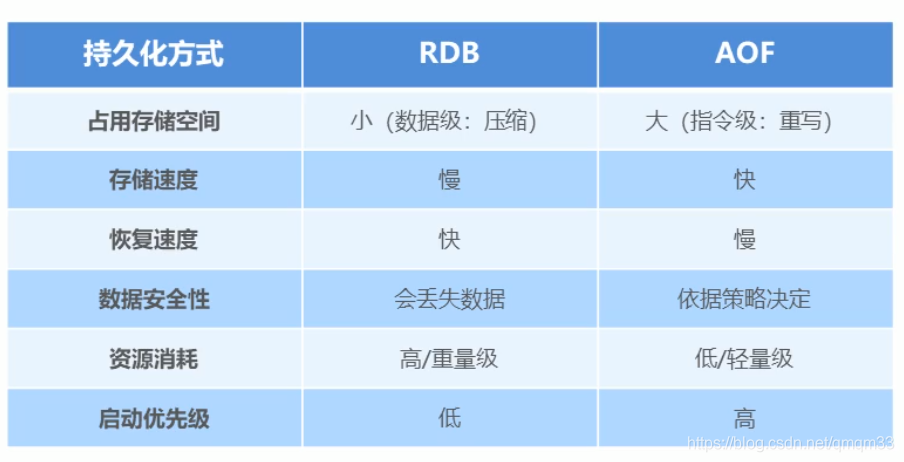 持久化方式 RDB AOF
占用存储空间 小（数据级：压缩） 大（指令级：重写）
存储速度 慢 快
恢复速度 快 慢
数据安全性 会丢失数据 依据策略决定
资源消耗 高/重量级 低/轻量级
启动优先级 低 高
https://blog.csdn.net/qmqm33